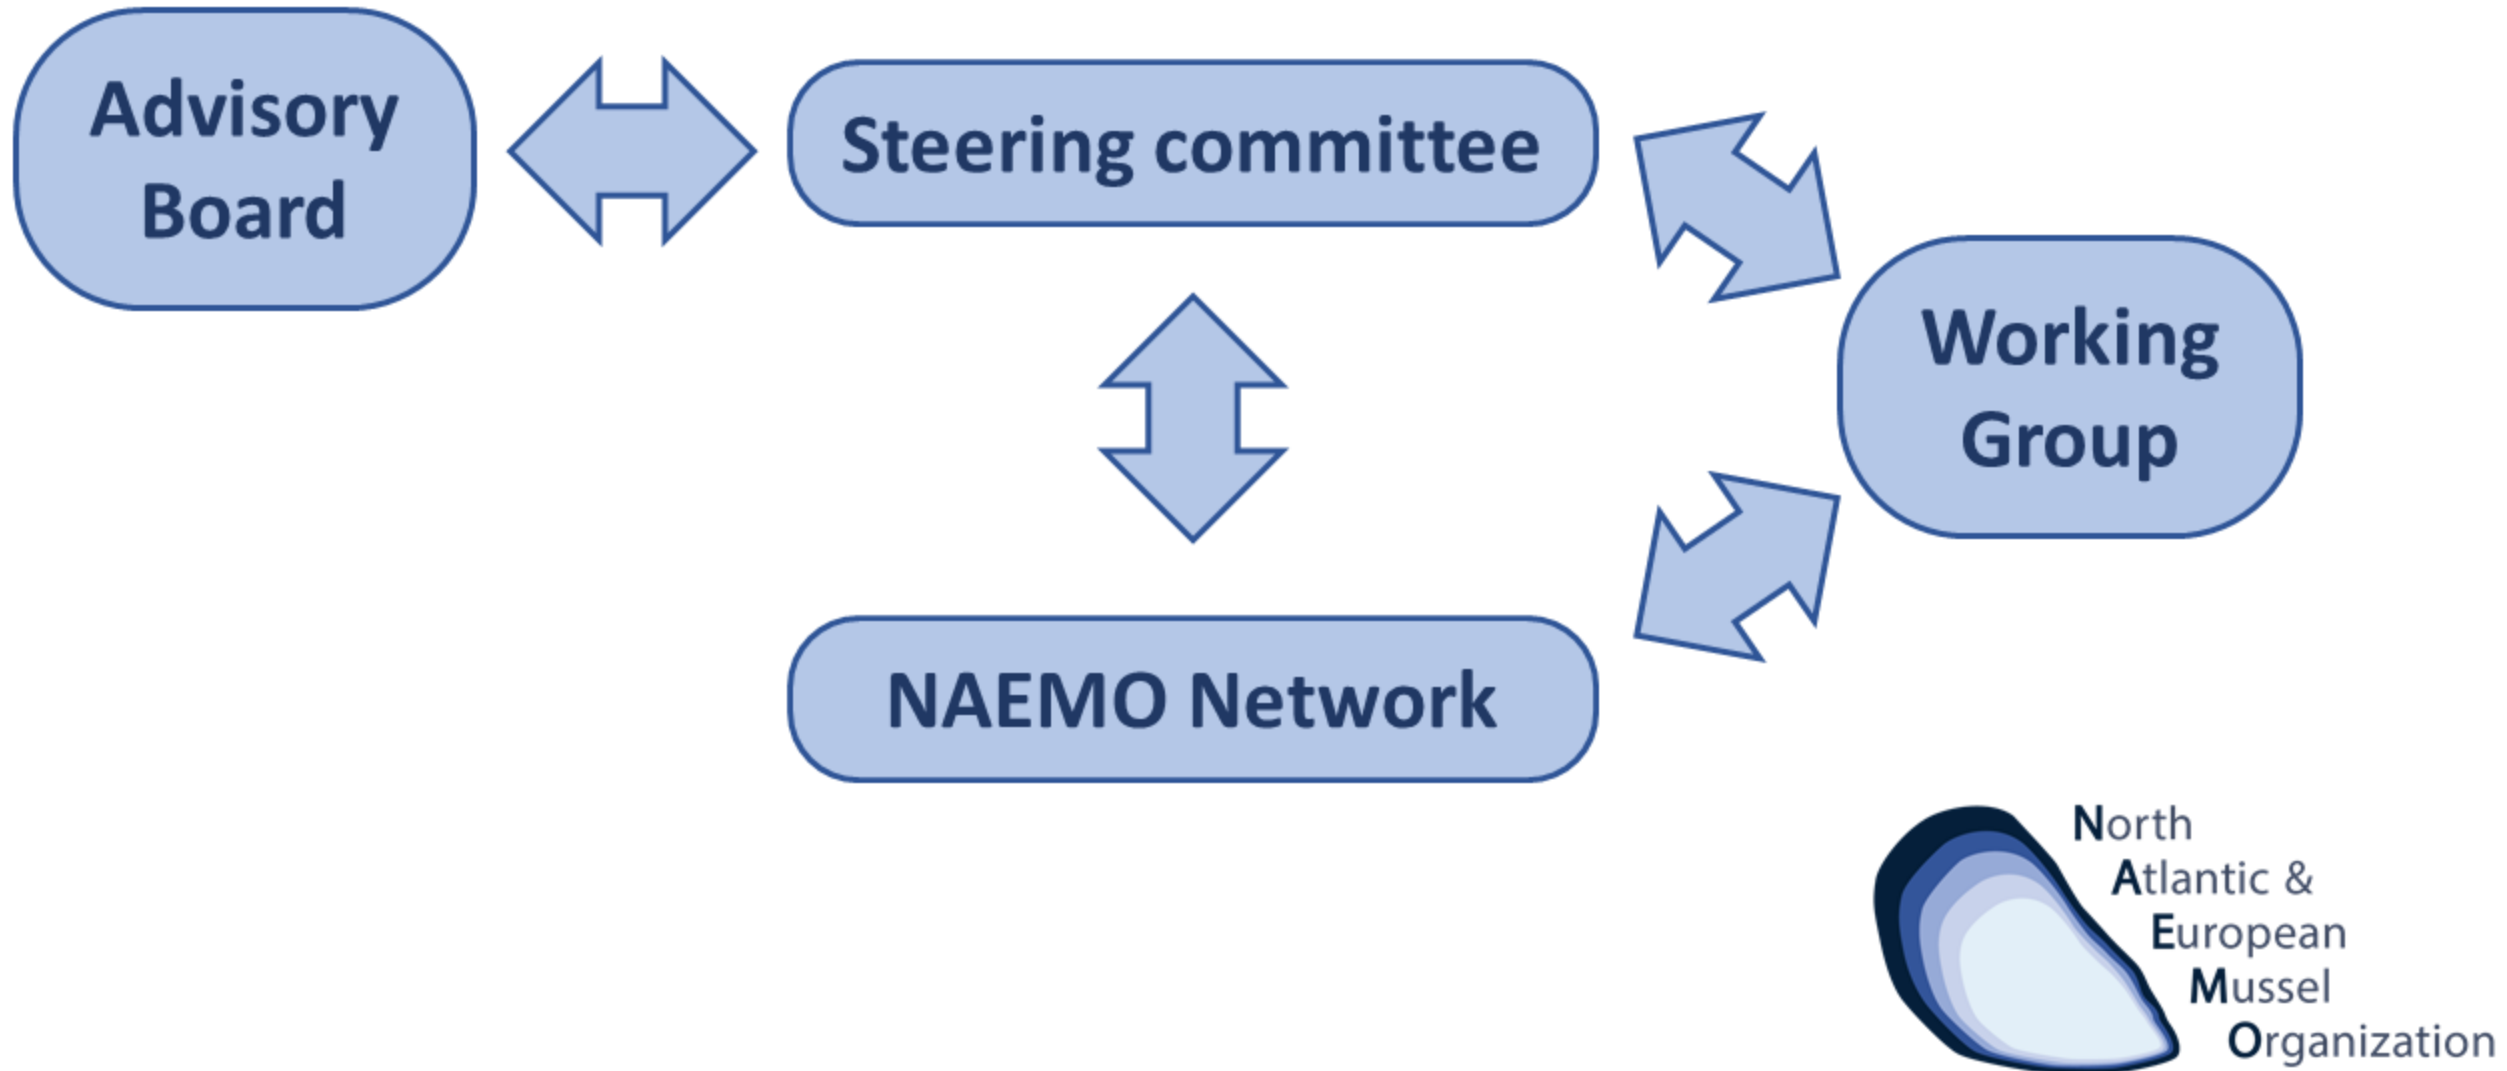 Advisory
Board
Steering committee
Working
Group
NAEMO Network
North
Atlantic &
European
Mussel
Organization